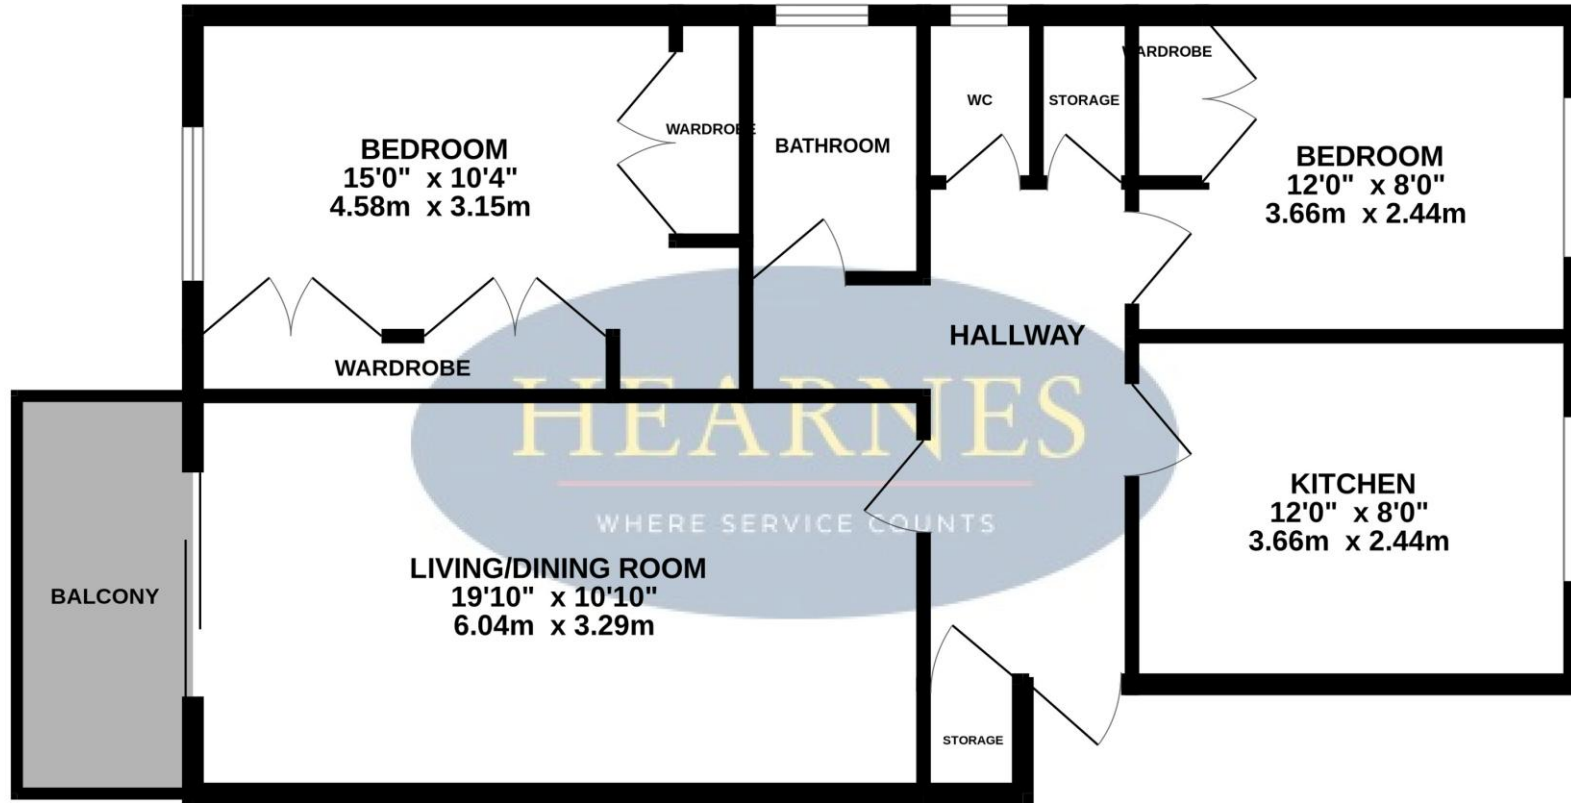 BEDROOM
15'0" x 10'4"
4.58m x 3.15m
WARDROBE
BATHROOM
WC
STORAGE
WARDROBE
BEDROOM
12'0" x 8'0"
3.66m x 2.44m
HALLWAY
WARDROBE
HEARNES
WHERE SERVICE COUNTS
KITCHEN
12'0" x 8'0"
3.66m x 2.44m
BALCONY
LIVING/DINING ROOM
19'10" x 10'10"
6.04m x 3.29m
STORAGE